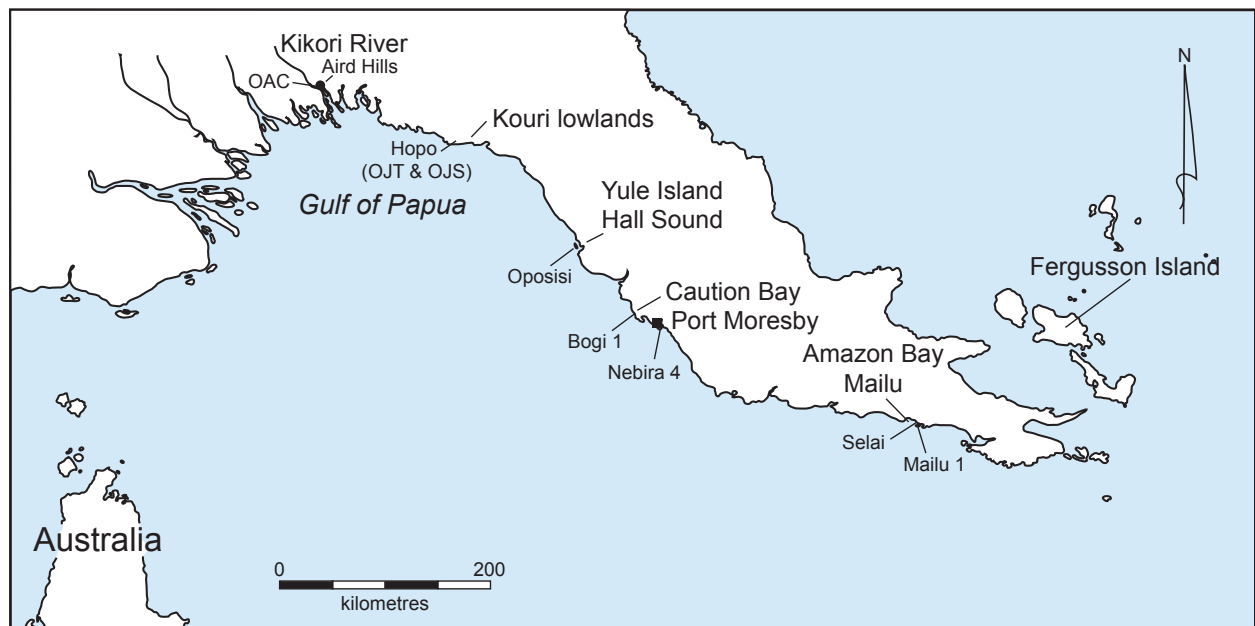 Kikori River
Aird Hills
OAC
N
Kouri lowlands
Hopo
(OJT & OJS)
Gulf of Papua
Yule Island
Hall Sound
Oposisi
Fergusson Island
Caution Bay
Port Moresby
Bogi 1
Nebira 4
Amazon Bay
Mailu
Selai
Mailu 1
Australia
0 200
kilometres